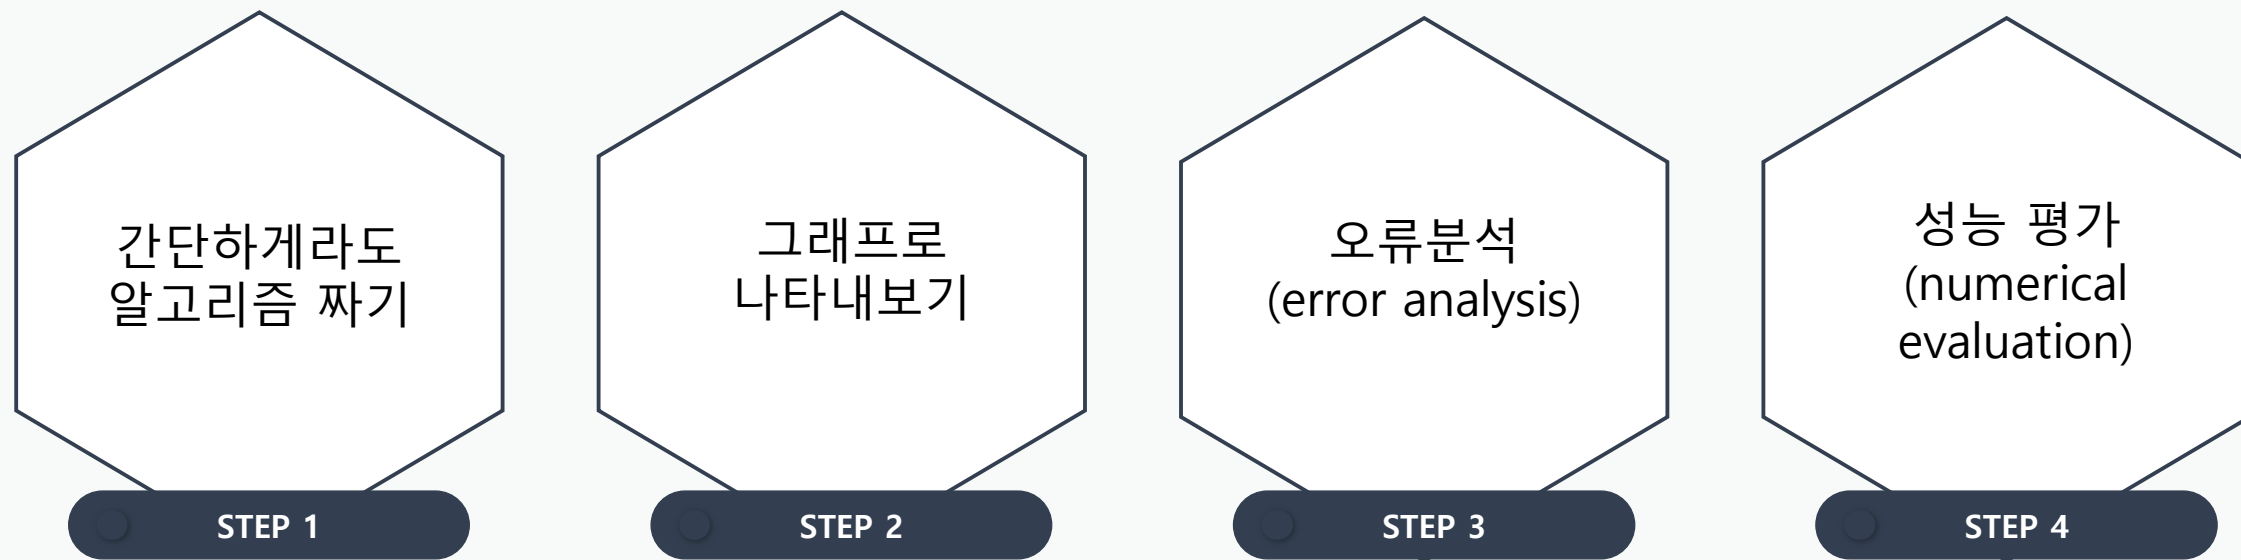 간단하게라도
알고리즘 짜기
STEP 1
그래프로
나타내보기
STEP 2
오류분석
(error analysis)
STEP 3
성능 평가
(numerical
evaluation)
STEP 4